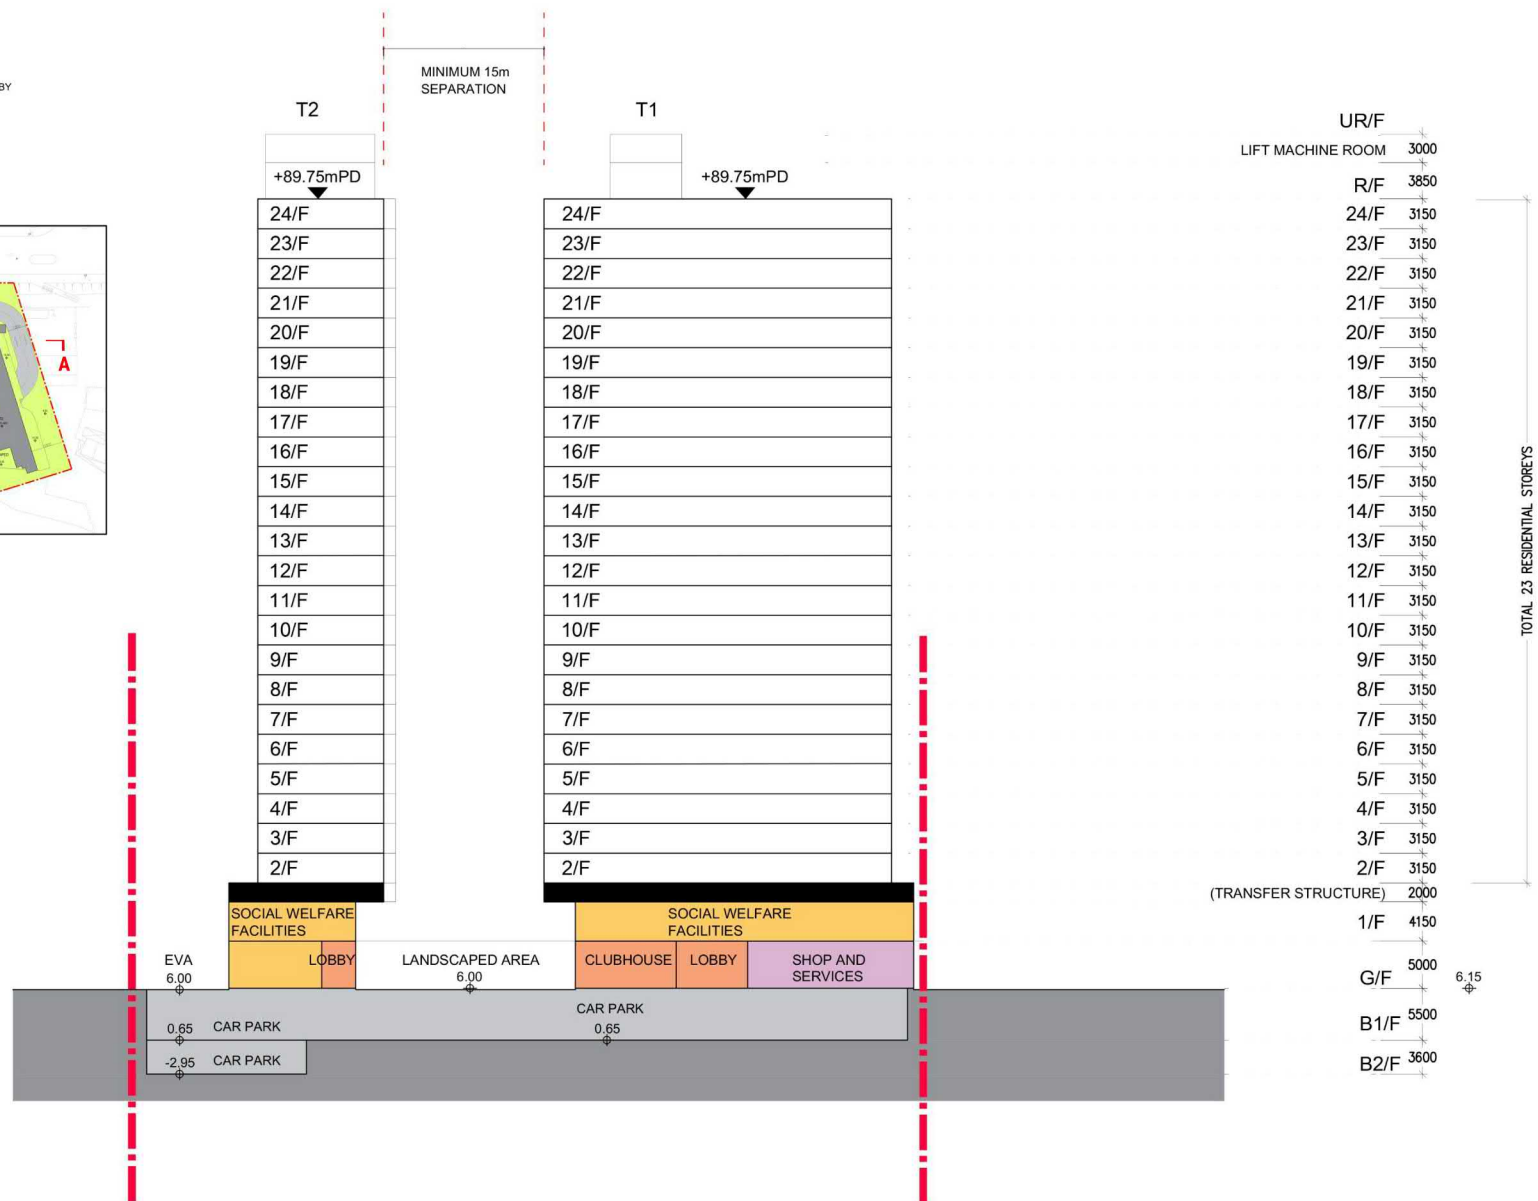 BY
MINIMUM 15m
SEPARATION
T2
T1
+89.75mPD
+89.75mPD
A
24/F
23/F
22/F
21/F
20/F
19/F
18/F
17/F
16/F
15/F
14/F
13/F
12/F
11/F
10/F
9/F
8/F
7/F
6/F
5/F
4/F
3/F
2/F
24/F
23/F
22/F
21/F
20/F
19/F
18/F
17/F
16/F
15/F
14/F
13/F
12/F
11/F
10/F
9/F
8/F
7/F
6/F
5/F
4/F
3/F
2/F
SOCIAL WELFARE
FACILITIES
SOCIAL WELFARE
FACILITIES
EVA
6.00
LOBBY
LANDSCAPED AREA
6.00
CLUBHOUSE
LOBBY
SHOP AND
SERVICES
CAR PARK
0.65
0.65 CAR PARK
-2.95 CAR PARK
UR/F
LIFT MACHINE ROOM 3000
R/F 3850
24/F 3150
23/F 3150
22/F 3150
21/F 3150
20/F 3150
19/F 3150
18/F 3150
17/F 3150
16/F 3150
15/F 3150
14/F 3150
13/F 3150
12/F 3150
11/F 3150
10/F 3150
9/F 3150
8/F 3150
7/F 3150
6/F 3150
5/F 3150
4/F 3150
3/F 3150
2/F 3150
(TRANSFER STRUCTURE) 2000
1/F 4150
G/F 5000
6.15
B1/F 5500
B2/F 3600
TOTAL 23 RESIDENTIAL STOREYS